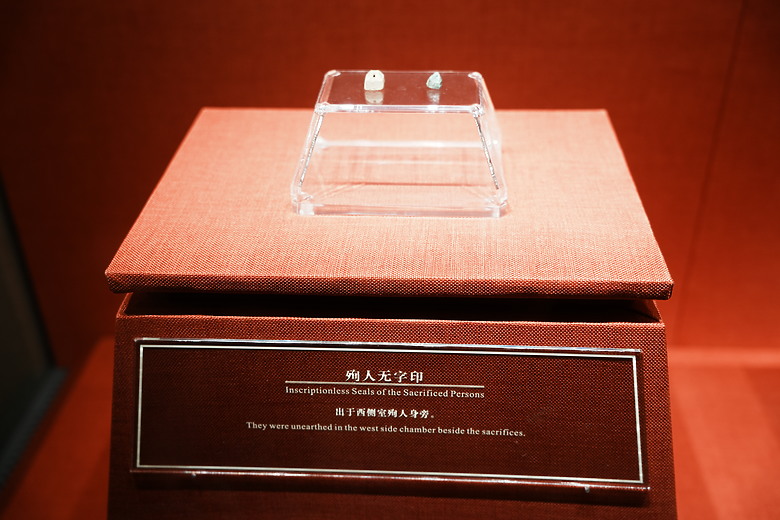 殉人无字印
Inscriptionless Seals of the Sacrificed Persons
出于西侧室殉人身旁。
They were unearthed in the west side chamber beside the sacrifices.